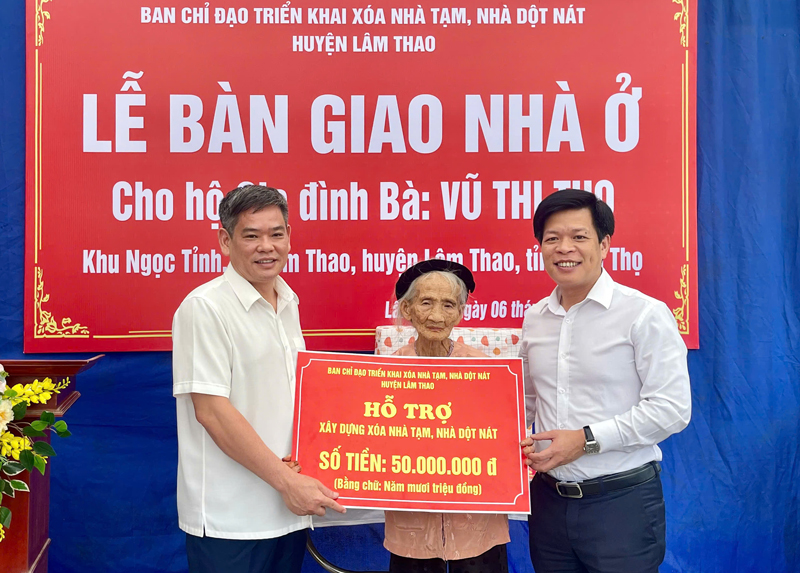 BAN CHỈ ĐẠO TRIỂN KHAI XÓA NHÀ TẠM, NHÀ DỘT NÁT
HUYỆN LÂM THAO
LỄ BÀN GIAO NHÀ Ở
Cho hộ đình Bà: VŨ THỊ
Khu Ngọc Tỉnh, Thao, huyện Lâm Thao, Thọ
ngày 06
BAN CHỈ ĐẠO TRIỂN KHAI XÓA NHÀ TẠM, NHÀ DỘT NÁT
HUYỆN LÂM THAO
HỖ TRỢ
XÂY DỰNG XÓA NHÀ TẠM, NHÀ DỘT NÁT
SỐ TIỀN: 50.000.000 đ
(Bằng chữ: Năm mươi triệu đồng)